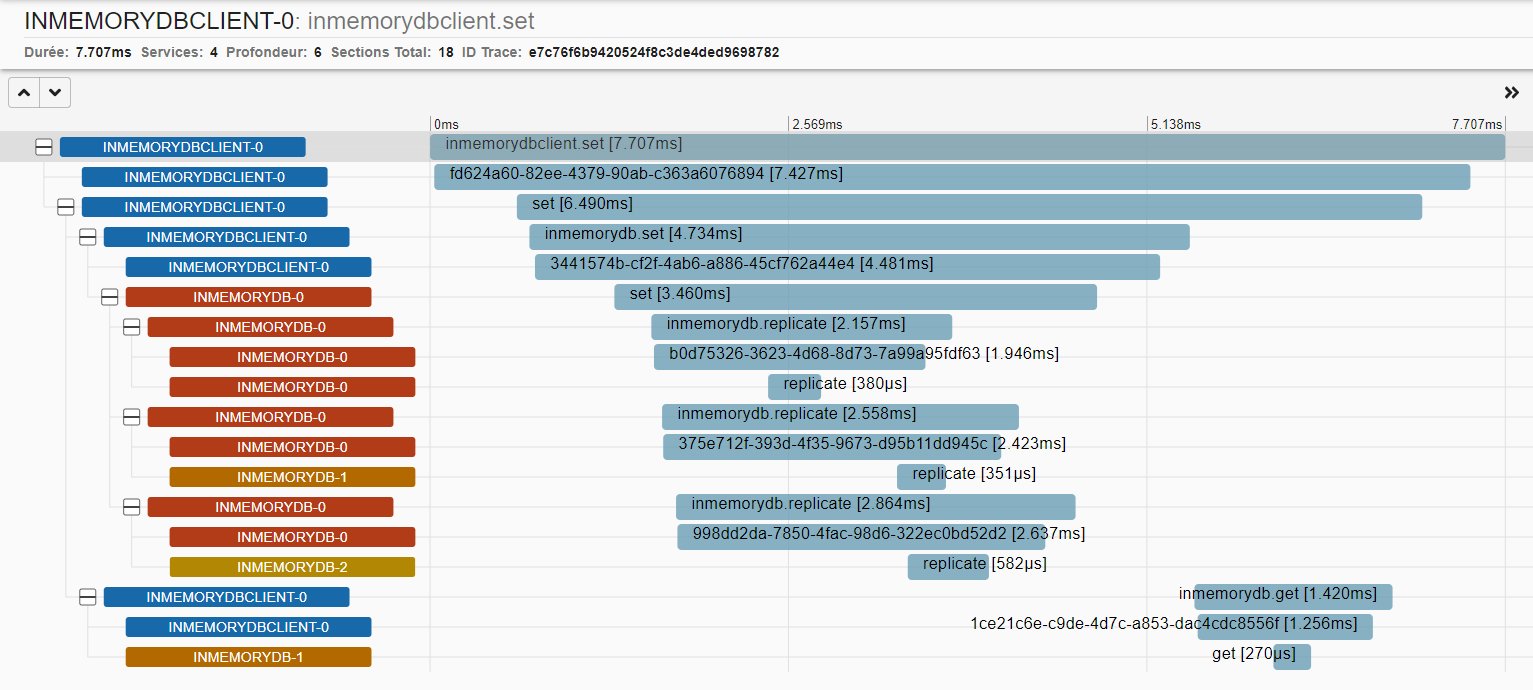 INMEMORYDBCLIENT-0: inmemorydbclient.set
Durée: 7.707ms Services: 4 Profondeur: 6 Sections Total: 18 ID Trace: e7c76f6b9420524f8c3de4ded9698782
0ms 2.569ms 5.138ms 7.707ms
INMEMORYDBCLIENT-0 inmemorydbclient.set [7.707ms]
INMEMORYDBCLIENT-0 fd624a60-82ee-4379-90ab-c363a6076894 [7.427ms]
INMEMORYDBCLIENT-0 set [6.490ms]
INMEMORYDBCLIENT-0 inmemorydb.set [4.734ms]
INMEMORYDBCLIENT-0 3441574b-cf2f-4ab6-a886-45cf762a44e4 [4.481ms]
INMEMORYDB-0 set [3.460ms]
INMEMORYDB-0 inmemorydb.replicate [2.157ms]
INMEMORYDB-0 b0d75326-3623-4d68-8d73-7a99a95fdf63 [1.946ms]
INMEMORYDB-0 replicate [380μs]
INMEMORYDB-0 inmemorydb.replicate [2.558ms]
INMEMORYDB-0 375e712f-393d-4f35-9673-d95b11dd945c [2.423ms]
INMEMORYDB-1 replicate [351μs]
INMEMORYDB-0 inmemorydb.replicate [2.864ms]
INMEMORYDB-0 998dd2da-7850-4fac-98d6-322ec0bd52d2 [2.637ms]
INMEMORYDB-2 replicate [582μs]
INMEMORYDBCLIENT-0 inmemorydb.get [1.420ms]
INMEMORYDBCLIENT-0 1ce21c6e-c9de-4d7c-a853-dac4cdc8556f [1.256ms]
INMEMORYDB-1 get [270μs]